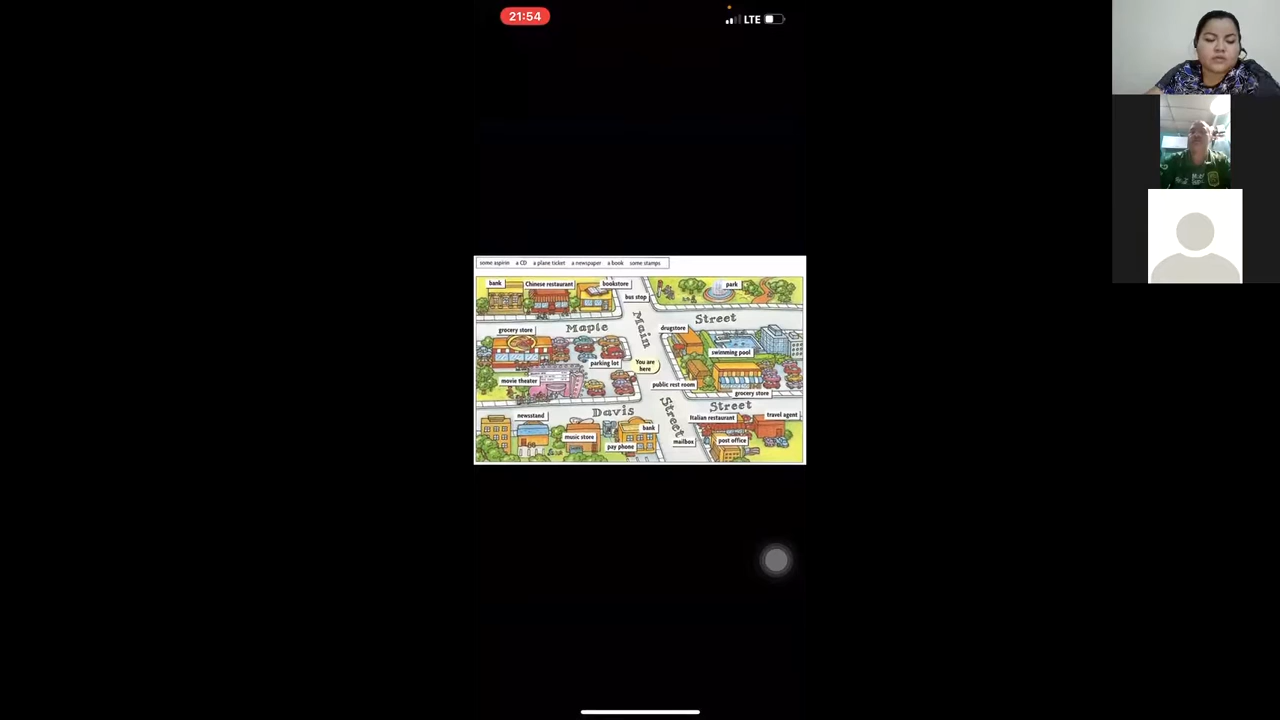 21:54
LTE
some aspirin a CD a plane ticket a newspaper a book some stamps
bank
Chinese restaurant
bookstore
park
bus stop
Maple
Main
Street
grocery store
drugstore
swimming pool
parking lot
You are
here
movie theater
public rest room
grocery store
Davis
Street
Street
newsstand
Italian restaurant
travel agent
music store
bank
pay phone
mailbox
post office